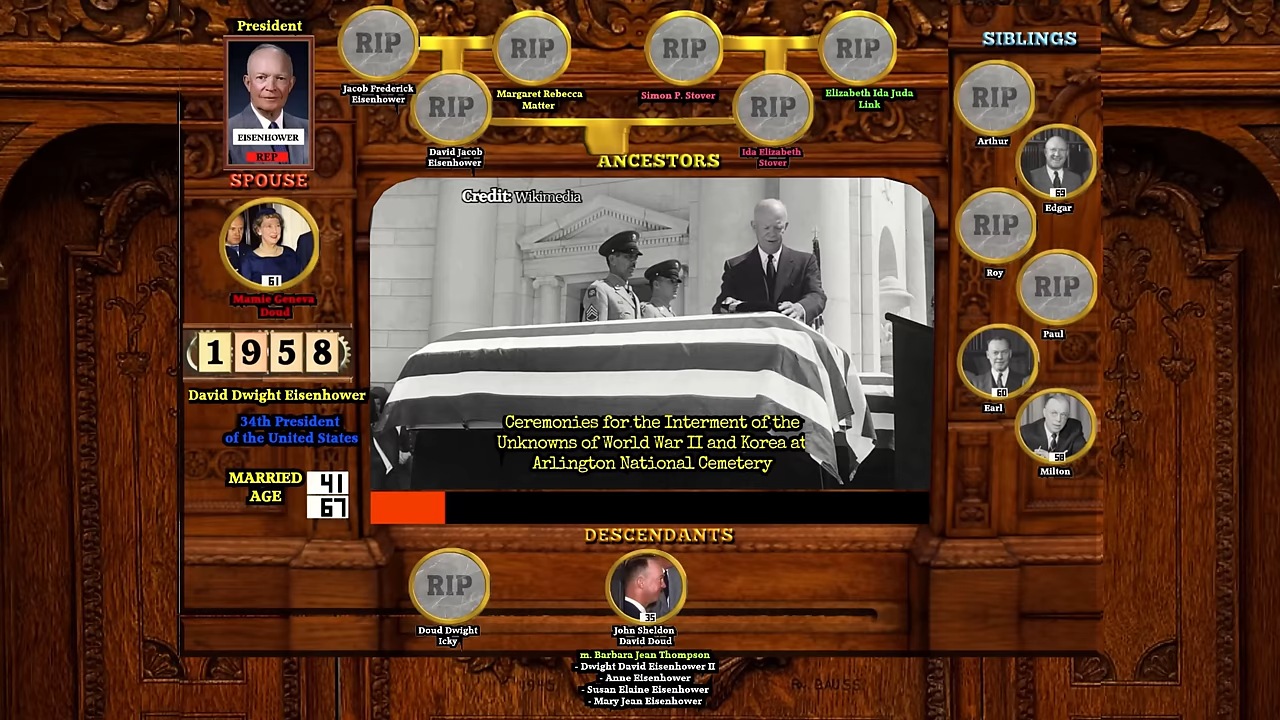 President
EISENHOWER
REP
SPOUSE
61
Mamie Geneva
Doud
1958
David Dwight Eisenhower
34th President
of the United States
MARRIED 41
AGE 67
RIP
Jacob Frederick
Eisenhower
RIP
Margaret Rebecca
Matter
RIP
Simon P. Stover
RIP
Elizabeth Ida Juda
Link
RIP
David Jacob
Eisenhower
RIP
Ida Elizabeth
Stover
ANCESTORS
Credit: Wikimedia
Ceremonies for the Interment of the
Unknowns of World War II and Korea at
Arlington National Cemetery
SIBLINGS
RIP
Arthur
69
Edgar
RIP
Roy
RIP
Paul
60
Earl
58
Milton
DESCENDANTS
RIP
Doud Dwight
Icky
35
John Sheldon
David Doud
m. Barbara Jean Thompson
- Dwight David Eisenhower II
- Anne Eisenhower
- Susan Elaine Eisenhower
- Mary Jean Eisenhower